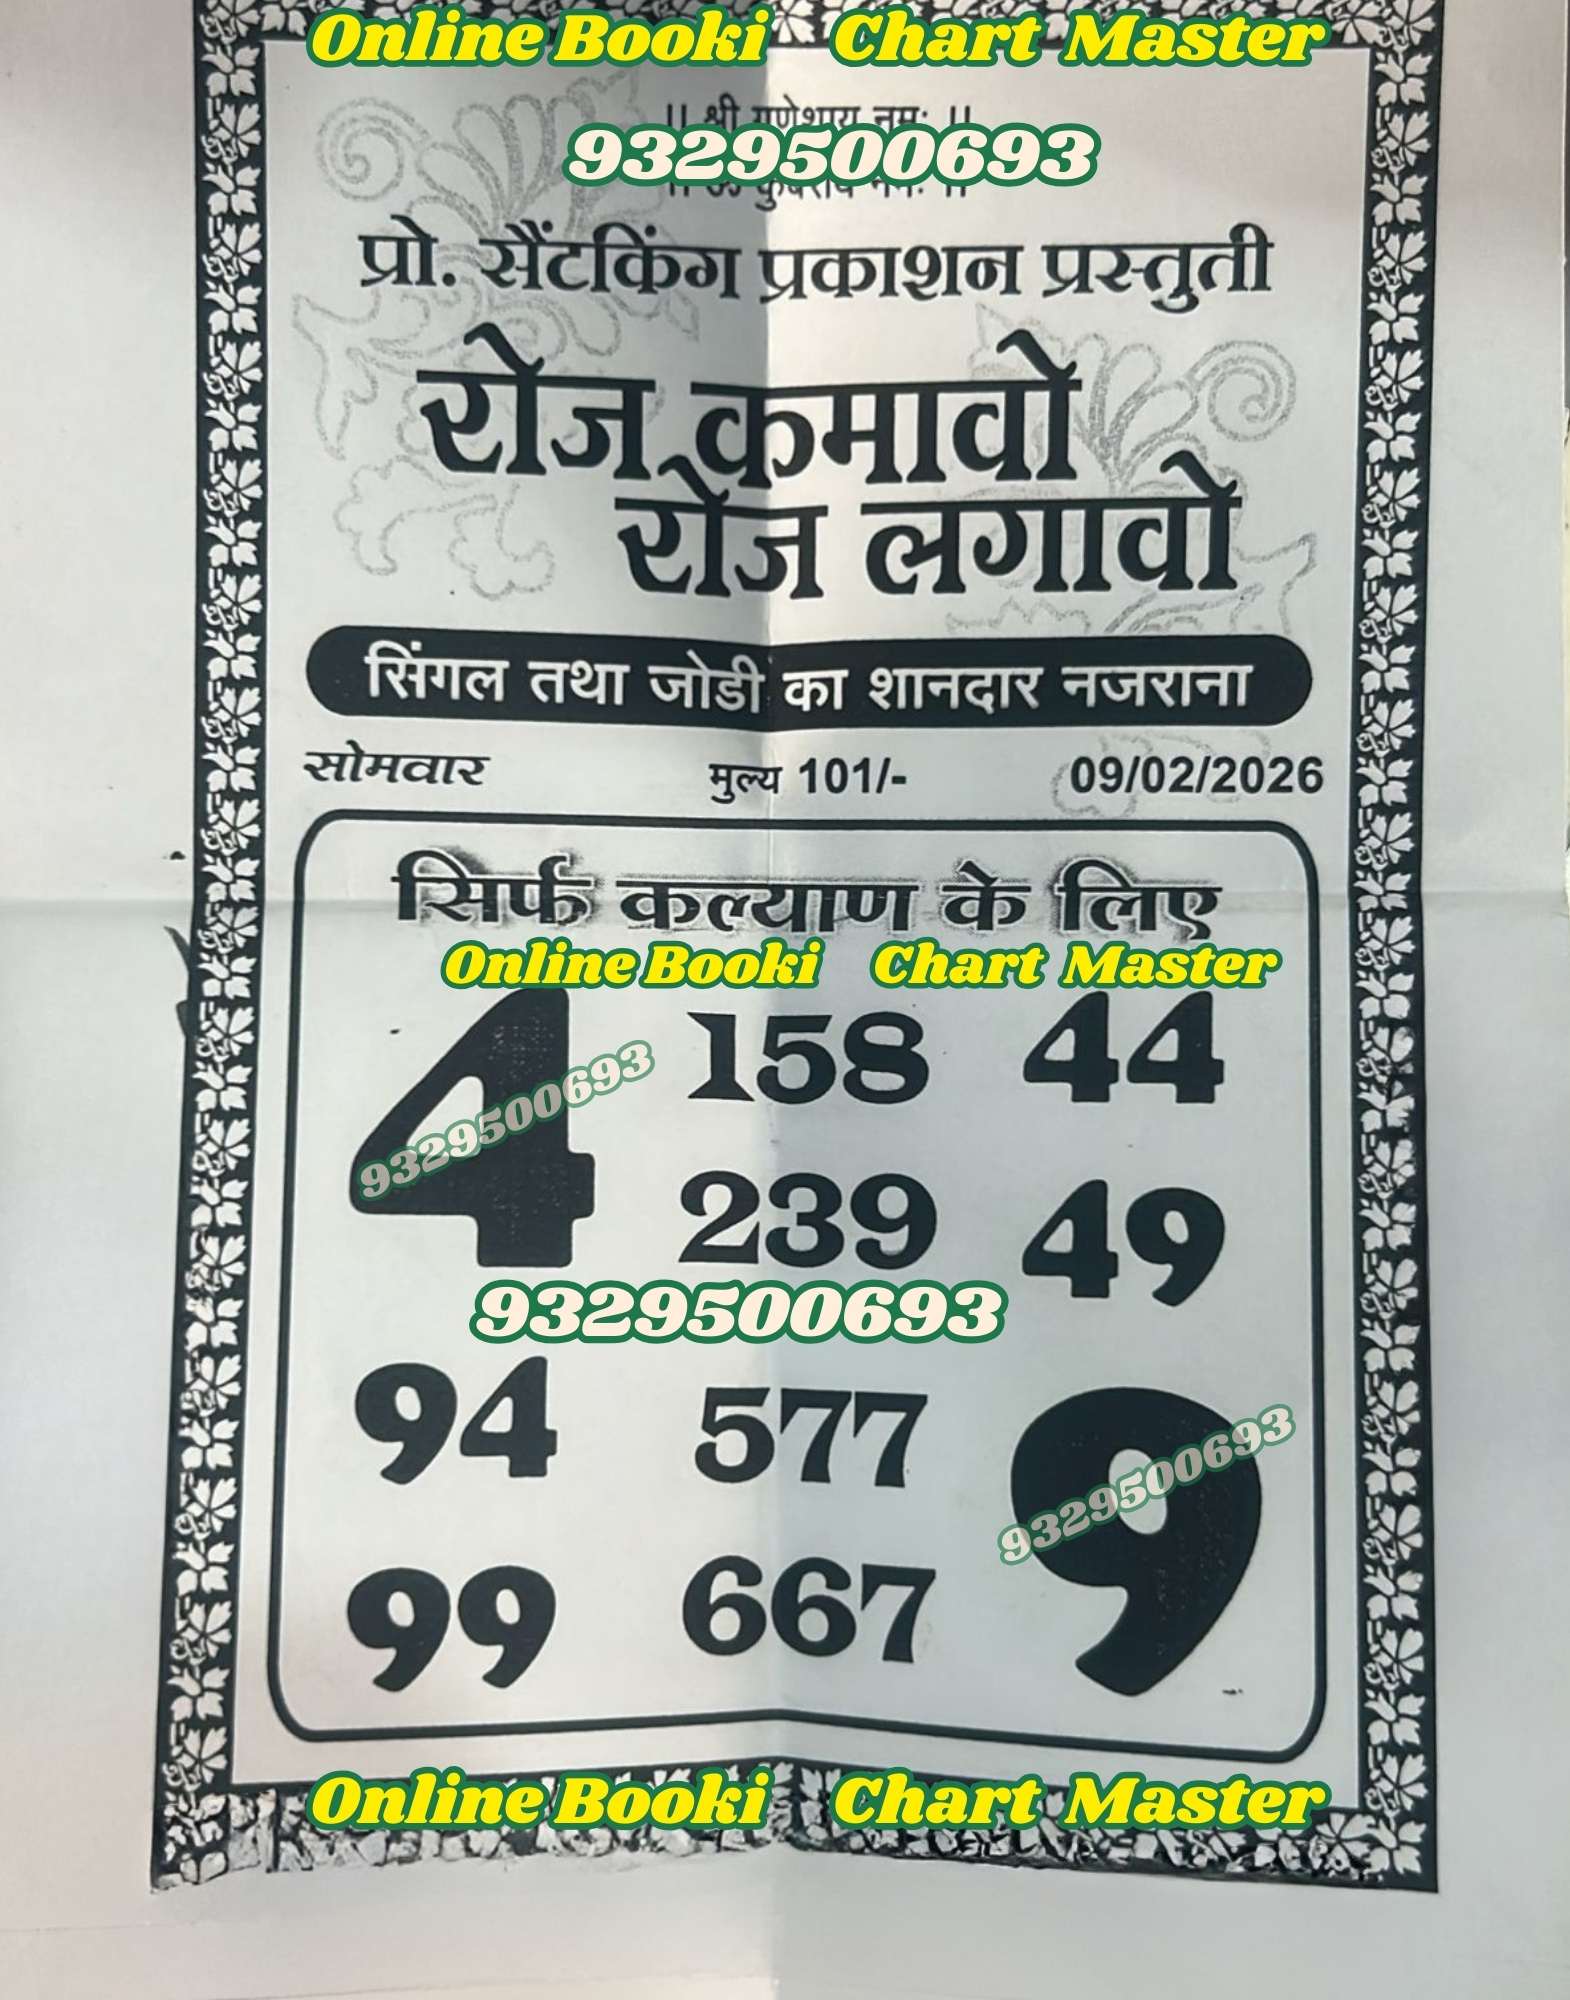 Online Booki Chart Master
|| श्री गणेशाय नमः ||
9329500693
प्रो. सैंटकिंग प्रकाशन प्रस्तुती
रोज कमावो
रोज लगावो
सिंगल तथा जोडी का शानदार नजराना
सोमवार मुल्य 101/- 09/02/2026
सिर्फ कल्याण के लिए
Online Booki Chart Master
4 158 44
9329500693
239 49
9329500693
94 577 9
9329500693
99 667
Online Booki Chart Master